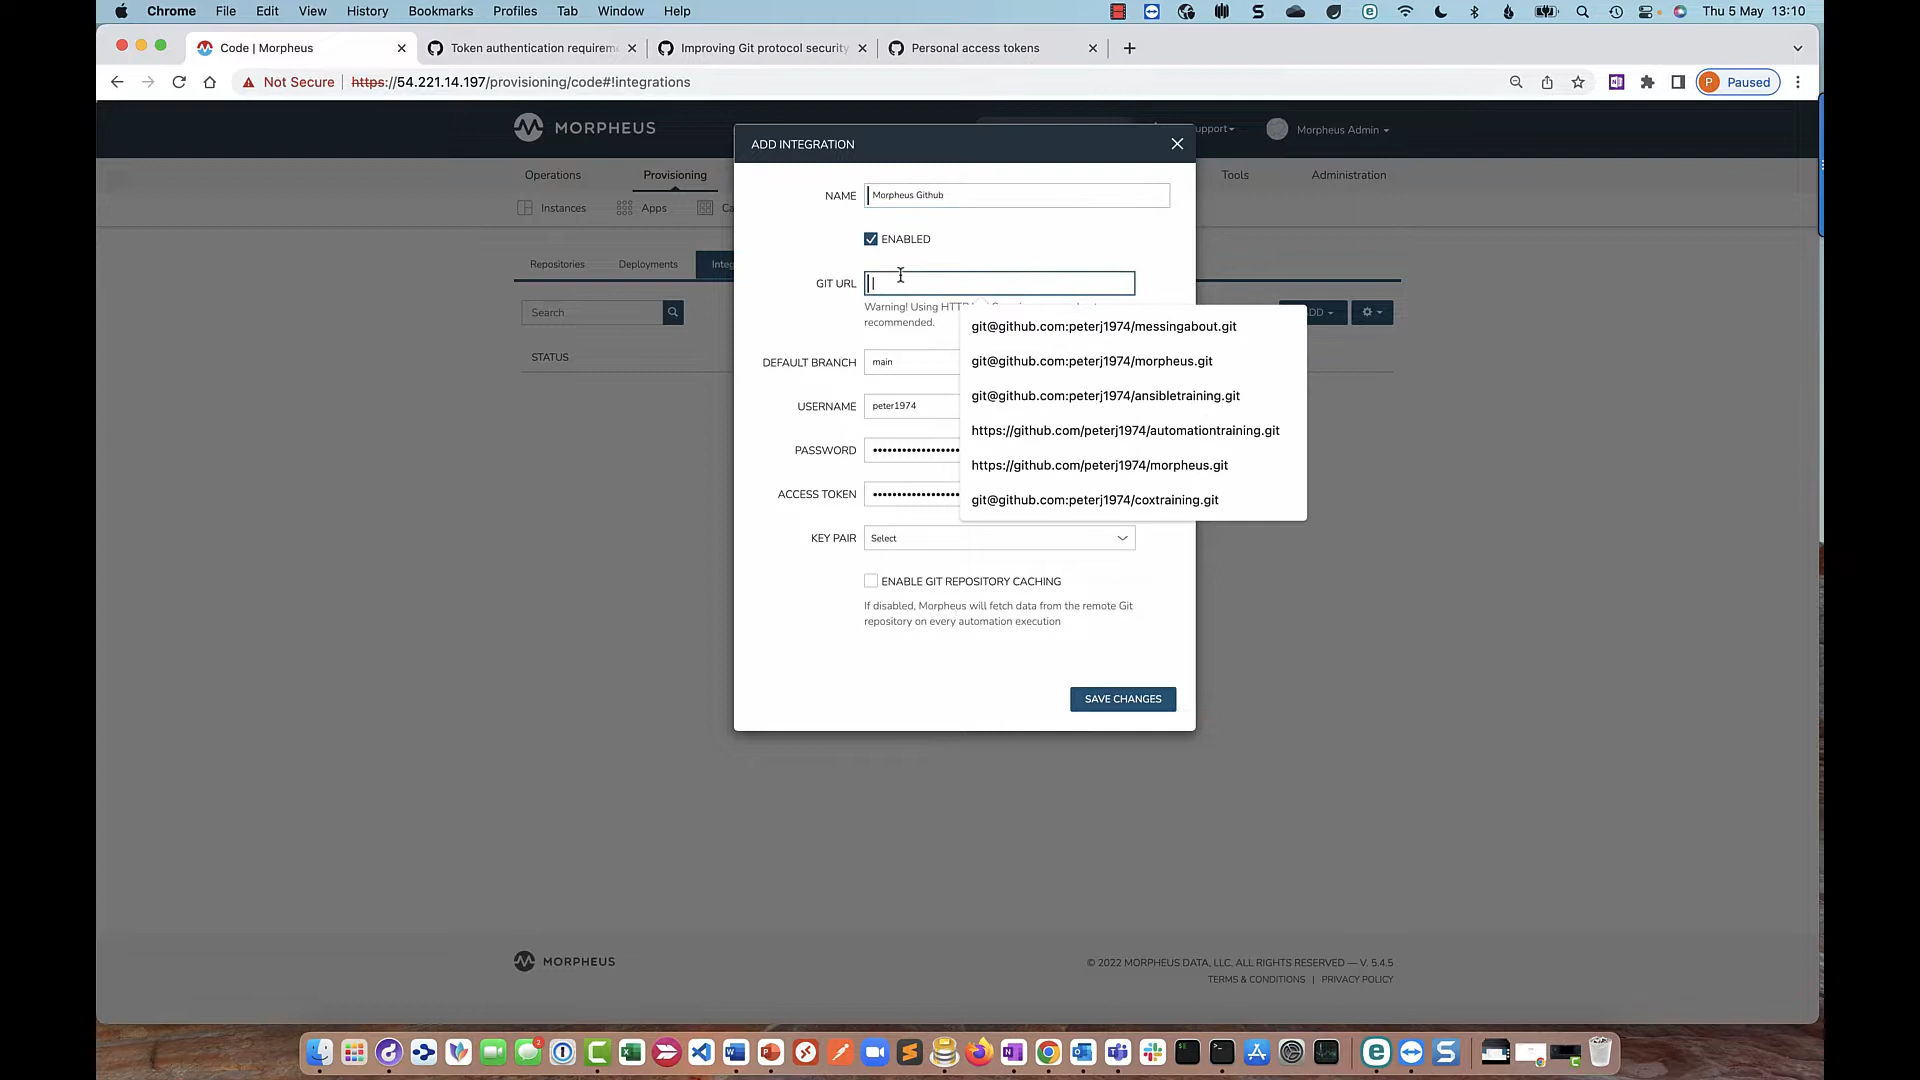 Chrome File Edit View History Bookmarks Profiles Tab Window Help Thu 5 May 13:10
Code | Morpheus Token authentication requirem Improving Git protocol security Personal access tokens
Not Secure https://54.221.14.197/provisioning/code#!integrations P Paused
MORPHEUS upport Morpheus Admin
ADD INTEGRATION
Operations Provisioning Tools Administration
Instances Apps Ca
Repositories Deployments Integ
Search DD
STATUS
NAME Morpheus Github
ENABLED
GIT URL
Warning! Using HTTP
recommended.
git@github.com:peterj1974/messingabout.git
git@github.com:peterj1974/morpheus.git
git@github.com:peterj1974/ansibletraining.git
https://github.com/peterj1974/automationtraining.git
https://github.com/peterj1974/morpheus.git
git@github.com:peterj1974/coxtraining.git
DEFAULT BRANCH main
USERNAME peter1974
PASSWORD ••••••••••••••••••
ACCESS TOKEN ••••••••••••••••••
KEY PAIR Select
ENABLE GIT REPOSITORY CACHING
If disabled, Morpheus will fetch data from the remote Git
repository on every automation execution
SAVE CHANGES
MORPHEUS
© 2022 MORPHEUS DATA, LLC. ALL RIGHTS RESERVED — V. 5.4.5
TERMS & CONDITIONS | PRIVACY POLICY